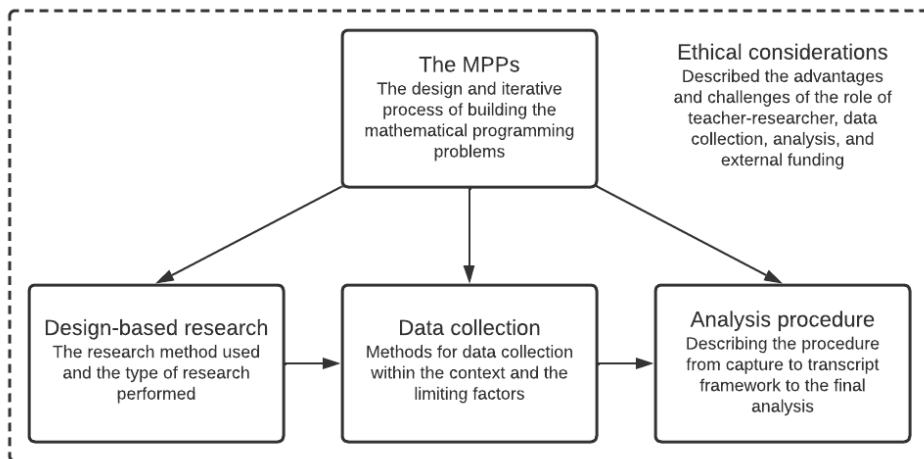 The MPPs
The design and iterative
process of building the
mathematical programming
problems
Ethical considerations
Described the advantages
and challenges of the role of
teacher-researcher, data
collection, analysis, and
external funding
Design-based research
The research method used
and the type of research
performed
Data collection
Methods for data collection
within the context and the
limiting factors
Analysis procedure
Describing the procedure
from capture to transcript
framework to the final
analysis